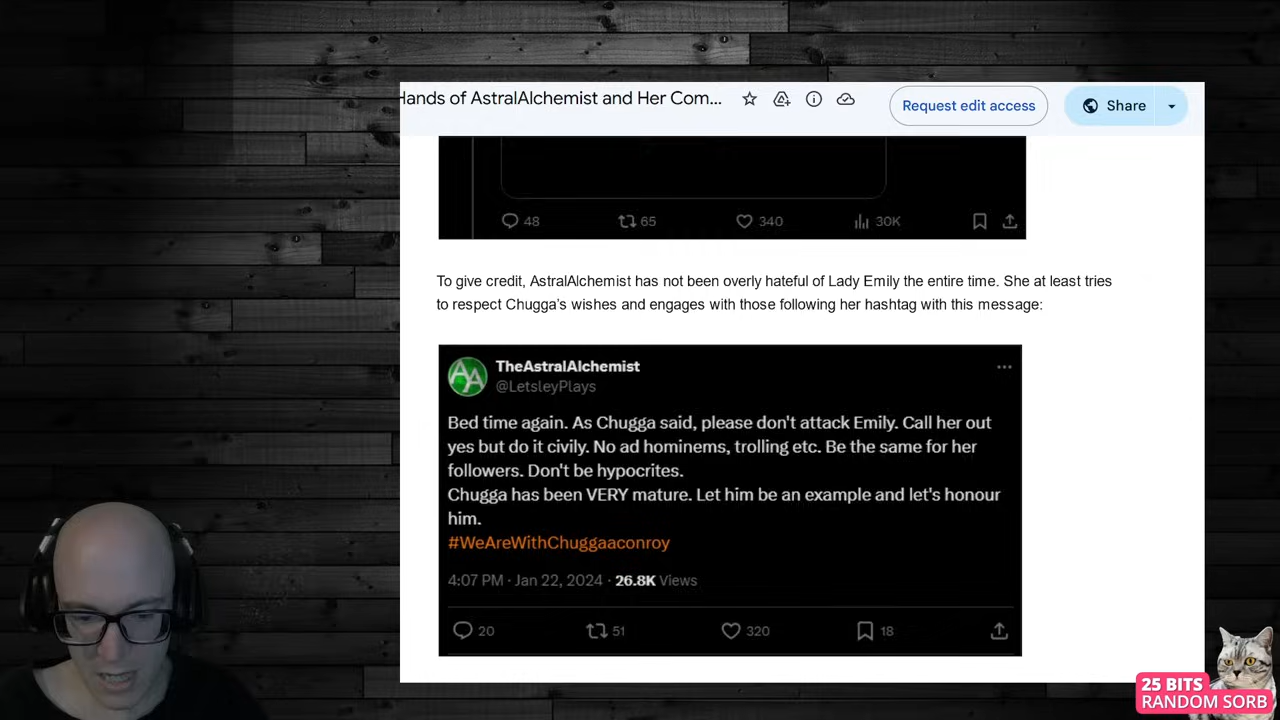 Hands of AstralAlchemist and Her Com...
Request edit access
Share
48 65 340 30K
To give credit, AstralAlchemist has not been overly hateful of Lady Emily the entire time. She at least tries
to respect Chugga's wishes and engages with those following her hashtag with this message:
AA
TheAstralAlchemist
@LetsleyPlays
Bed time again. As Chugga said, please don't attack Emily. Call her out
yes but do it civily. No ad hominems, trolling etc. Be the same for her
followers. Don't be hypocrites.
Chugga has been VERY mature. Let him be an example and let's honour
him.
#WeAreWithChuggaaconroy
4:07 PM · Jan 22, 2024 · 26.8K Views
20 51 320 18
25 BITS
RANDOM SORB